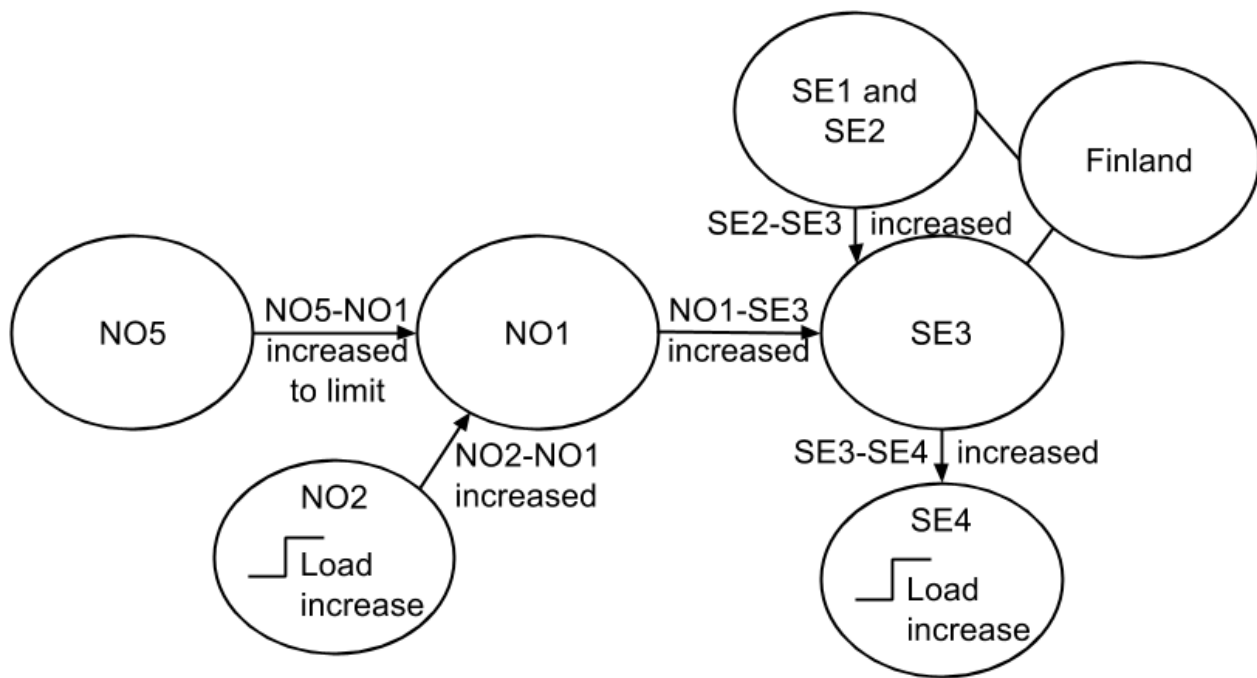 SE1 and
SE2
Finland
SE2-SE3 increased
NO5
NO5-NO1
increased
to limit
NO1
NO1-SE3
increased
SE3
NO2-NO1
increased
SE3-SE4 increased
NO2
Load
increase
SE4
Load
increase